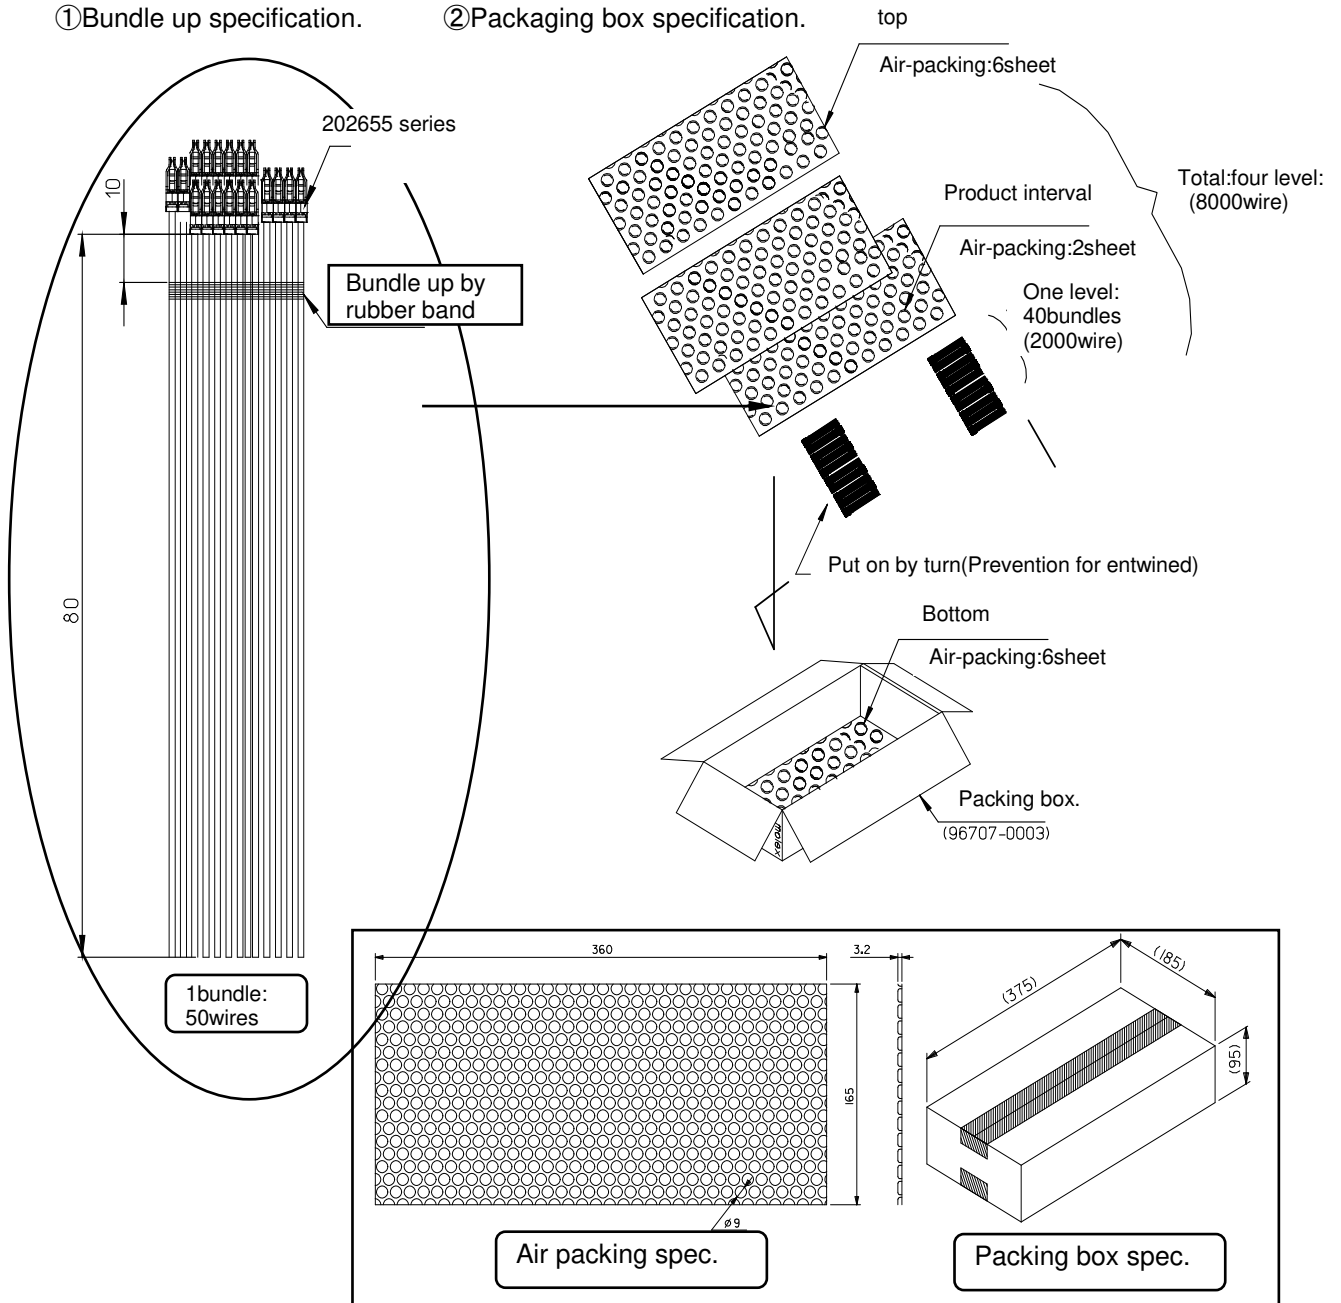 ①Bundle up specification.
②Packaging box specification.
top
Air-packing:6sheet
202655 series
10
Product interval
Total:four level:
(8000wire)
Air-packing:2sheet
Bundle up by
rubber band
One level:
40bundles
(2000wire)
80
Put on by turn(Prevention for entwined)
Bottom
Air-packing:6sheet
Packing box.
(96707-0003)
molex
1bundle:
50wires
360
3.2
165
ø9
Air packing spec.
(375)
(185)
(95)
Packing box spec.